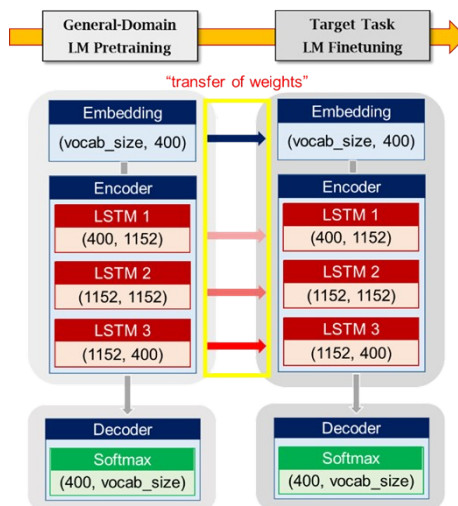 General-Domain
LM Pretraining
Target Task
LM Finetuning
“transfer of weights”
Embedding
(vocab_size, 400)
Encoder
LSTM 1
(400, 1152)
LSTM 2
(1152, 1152)
LSTM 3
(1152, 400)
Decoder
Softmax
(400, vocab_size)
Embedding
(vocab_size, 400)
Encoder
LSTM 1
(400, 1152)
LSTM 2
(1152, 1152)
LSTM 3
(1152, 400)
Decoder
Softmax
(400, vocab_size)